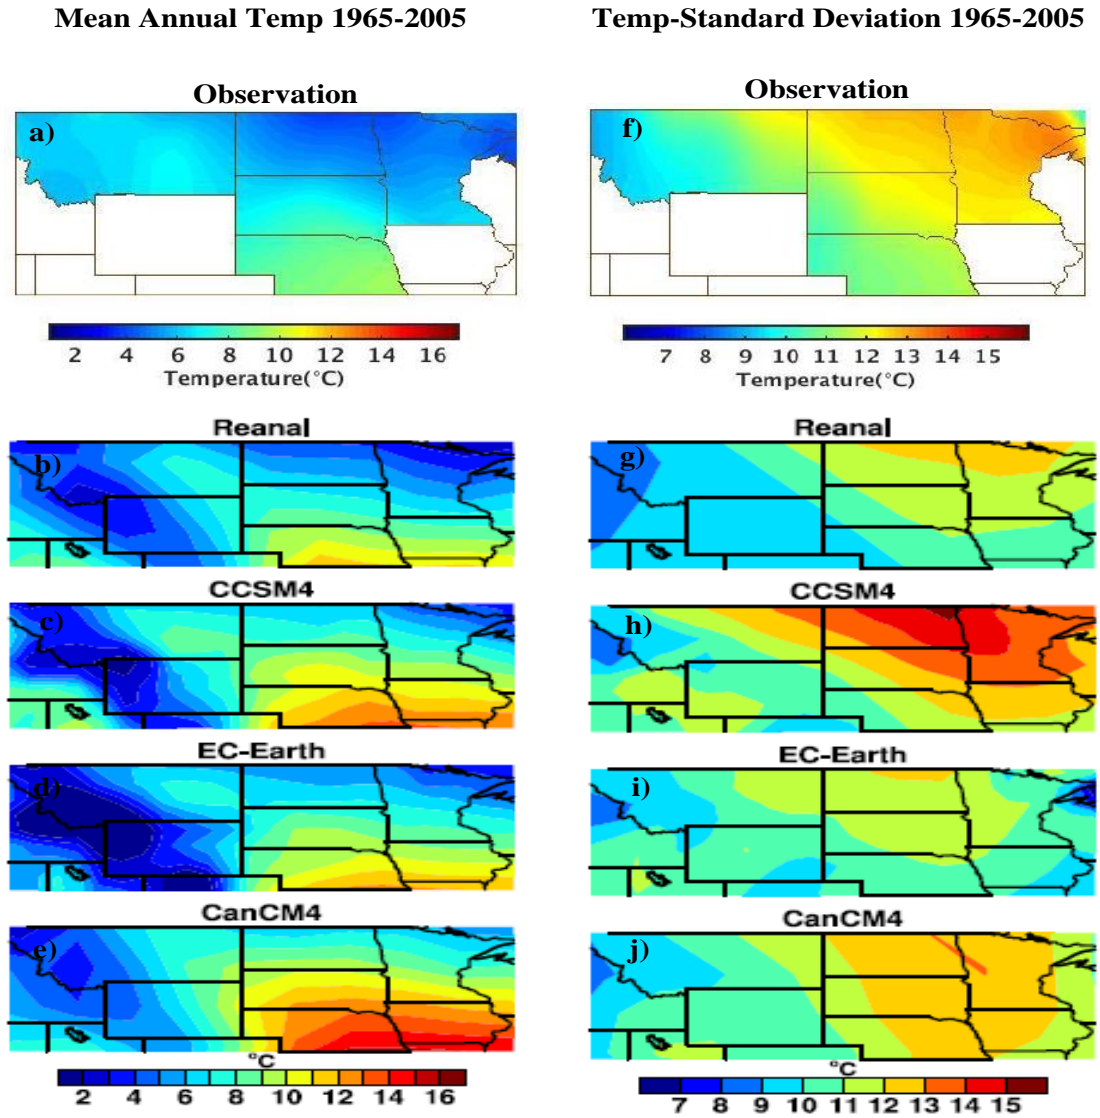 Mean Annual Temp 1965-2005
Temp-Standard Deviation 1965-2005
Observation
a)
2 4 6 8 10 12 14 16
Temperature(°C)
Reanal
b)
CCSM4
c)
EC-Earth
d)
CanCM4
e)
°C
2 4 6 8 10 12 14 16
Observation
f)
7 8 9 10 11 12 13 14 15
Temperature(°C)
Reanal
g)
CCSM4
h)
EC-Earth
i)
CanCM4
j)
°C
7 8 9 10 11 12 13 14 15